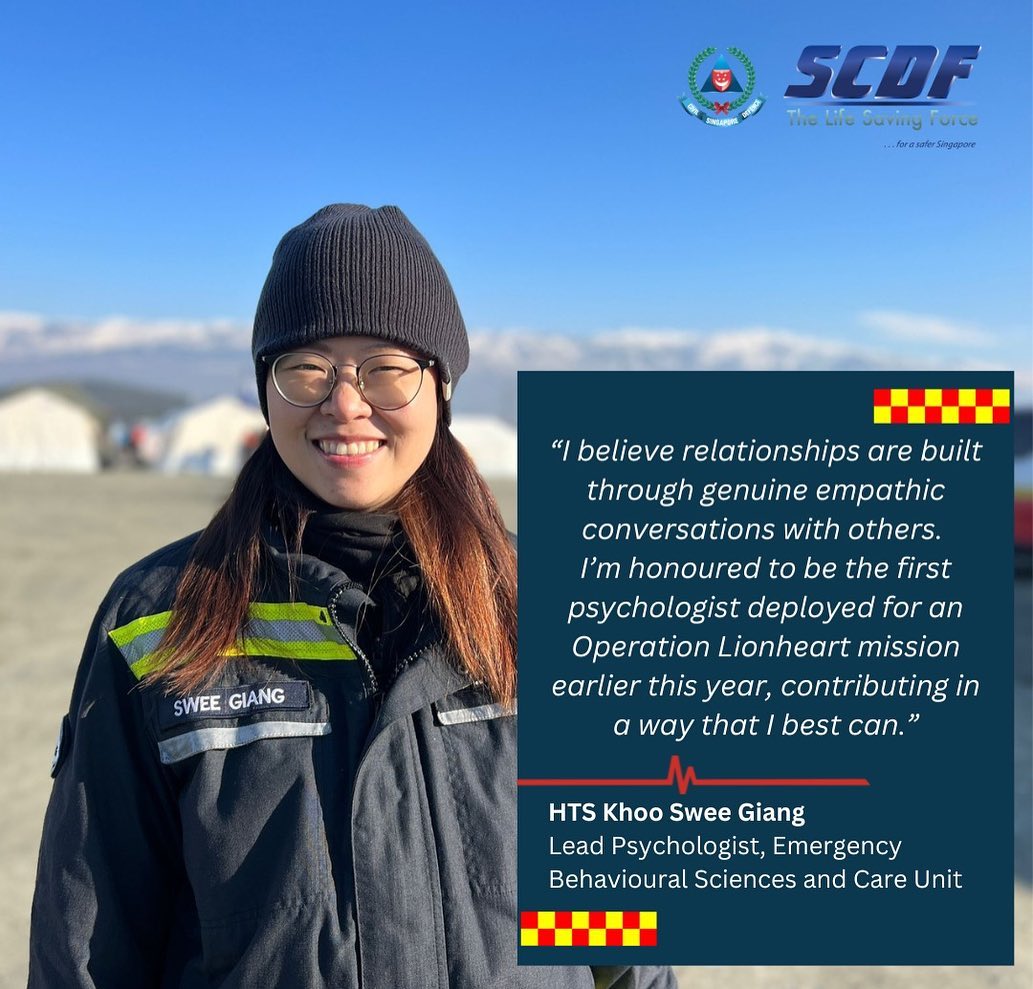 SCDF
CIVIL SINGAPORE DEFENCE
The Life Saving Force
...for a safer Singapore
“I believe relationships are built
through genuine empathic
conversations with others.
I’m honoured to be the first
psychologist deployed for an
Operation Lionheart mission
earlier this year, contributing in
a way that I best can.”
SWEE GIANG
HTS Khoo Swee Giang
Lead Psychologist, Emergency
Behavioural Sciences and Care Unit